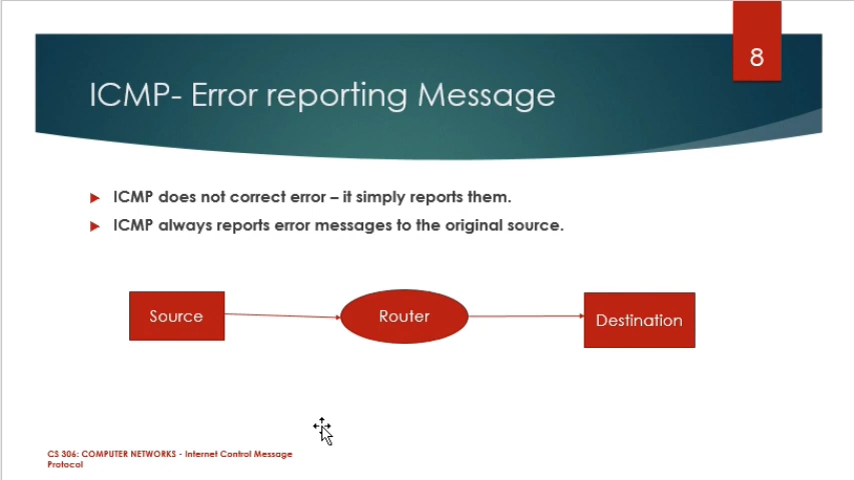 8
ICMP- Error reporting Message
ICMP does not correct error – it simply reports them.
ICMP always reports error messages to the original source.
Source
Router
Destination
CS 306: COMPUTER NETWORKS - Internet Control Message
Protocol